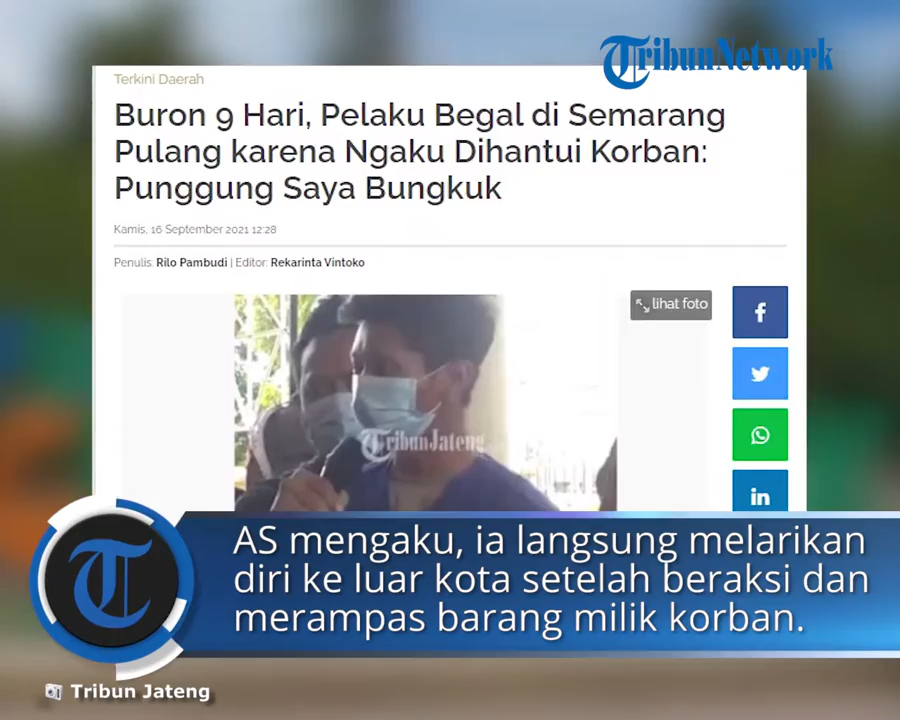 TribunNetwork
Terkini Daerah
Buron 9 Hari, Pelaku Begal di Semarang
Pulang karena Ngaku Dihantui Korban:
Punggung Saya Bungkuk
Kamis, 16 September 2021 12:28
Penulis: Rilo Pambudi | Editor: Rekarinta Vintoko
lihat foto
TribunJateng
AS mengaku, ia langsung melarikan
diri ke luar kota setelah beraksi dan
merampas barang milik korban.
Tribun Jateng